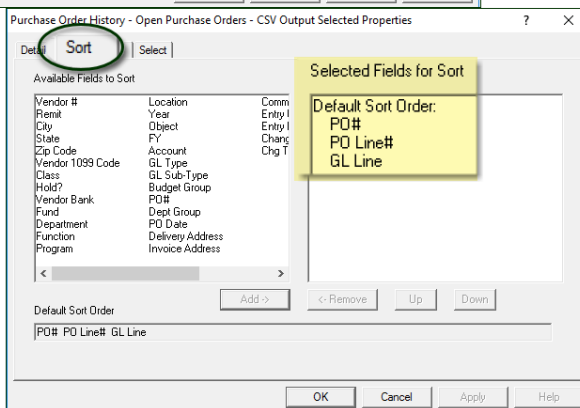 Purchase Order History - Open Purchase Orders - CSV Output Selected Properties ? ×
Detail Sort Select
Available Fields to Sort
Selected Fields for Sort
Vendor # Location
Remit Year Entry
City Object Entry
State FY
Zip Code Account
Vendor 1099 Code GL Type
Class GL Sub-Type
Hold? Budget Group
Vendor Bank PO#
Fund Dept Group
Department PO Date
Function Delivery Address
Program Invoice Address
Default Sort Order:
PO#
PO Line#
GL Line
Add -> <- Remove Up Down
Default Sort Order
PO# PO Line# GL Line
OK Cancel Apply Help